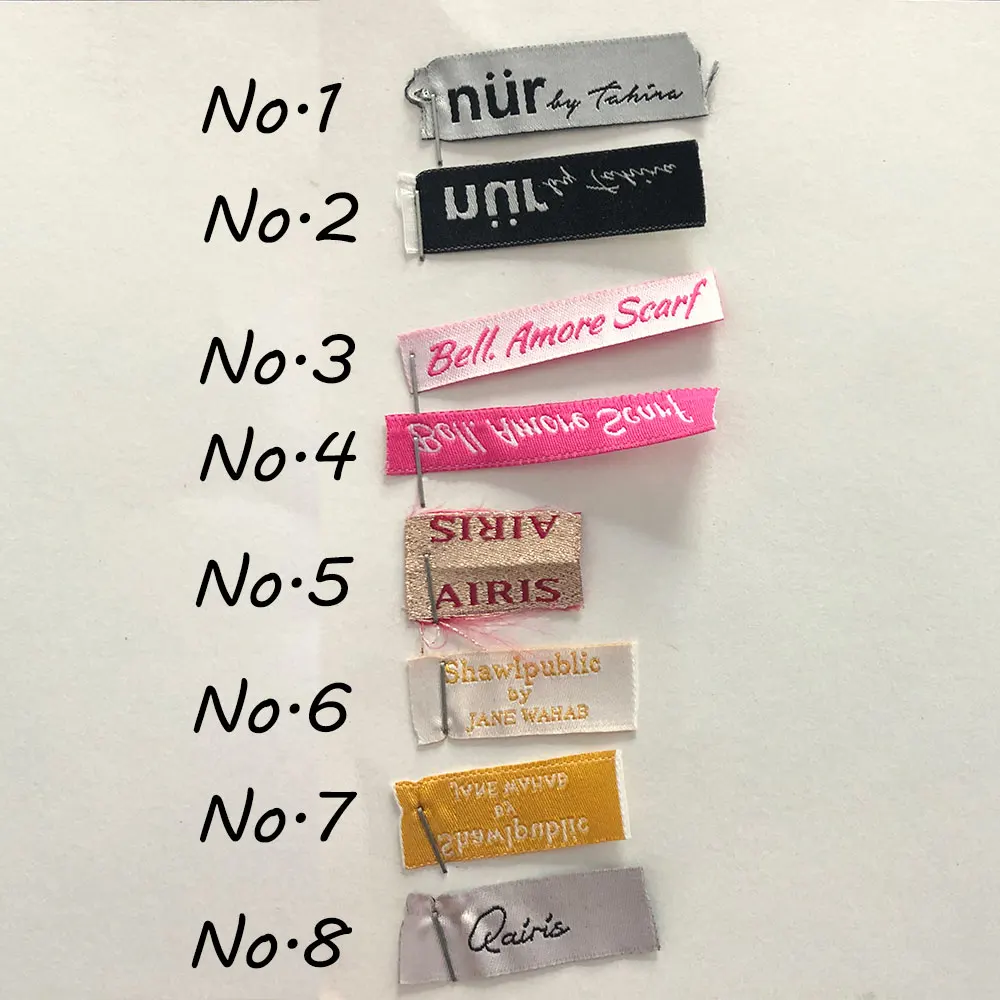 No.1
nür by Tahira
No.2
nür by Tahira
No.3
Bell. Amore Scarf
No.4
Bell. Amore Scarf
No.5
AIRIS
AIRIS
No.6
Shawlpublic
by
JANE WAHAB
No.7
JANE WAHAB
by
Shawlpublic
No.8
Qairis